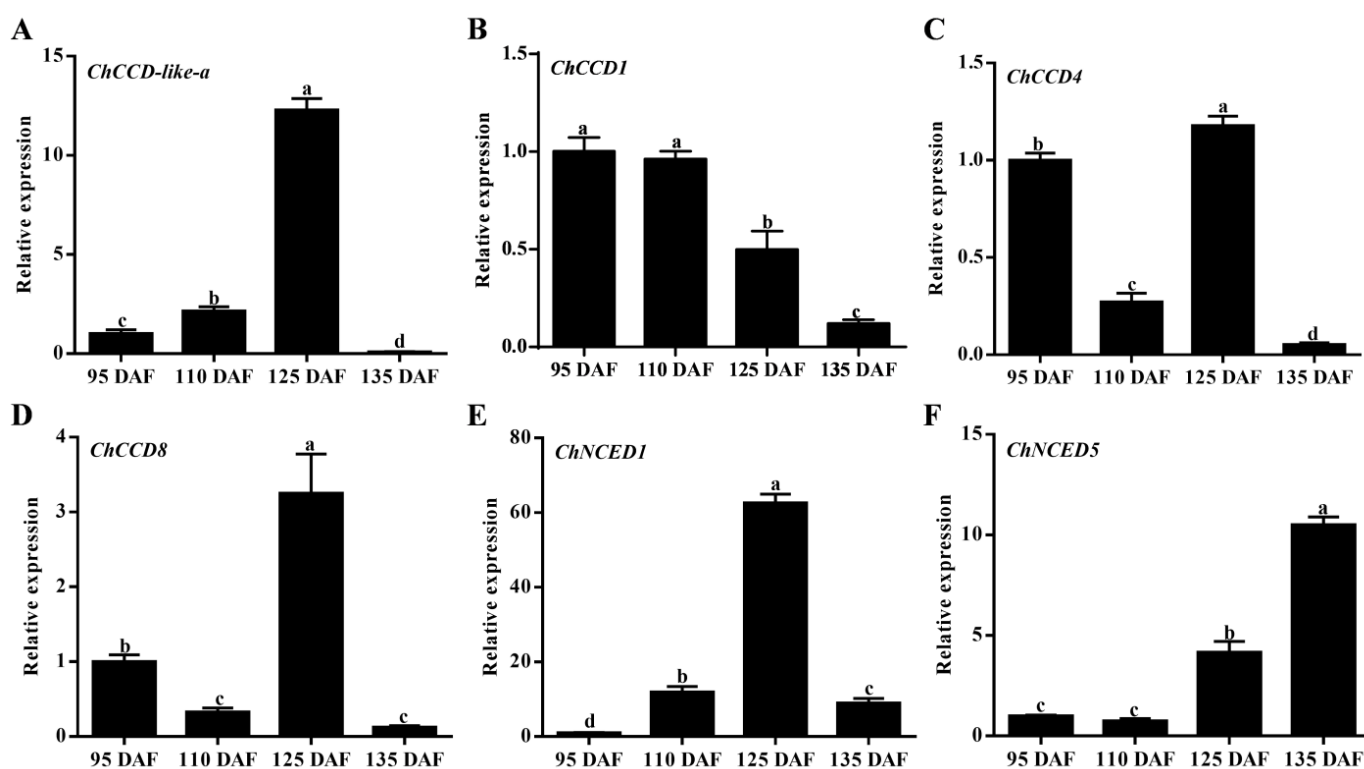 A
ChCCD-like-a
Relative expression
15
10
5
0
c
b
a
d
95 DAF 110 DAF 125 DAF 135 DAF
B
ChCCD1
Relative expression
1.5
1.0
0.5
0.0
a
a
b
c
95 DAF 110 DAF 125 DAF 135 DAF
C
ChCCD4
Relative expression
1.5
1.0
0.5
0.0
b
c
a
d
95 DAF 110 DAF 125 DAF 135 DAF
D
ChCCD8
Relative expression
4
3
2
1
0
b
c
a
c
95 DAF 110 DAF 125 DAF 135 DAF
E
ChNCED1
Relative expression
80
60
40
20
0
d
b
a
c
95 DAF 110 DAF 125 DAF 135 DAF
F
ChNCED5
Relative expression
15
10
5
0
c
c
b
a
95 DAF 110 DAF 125 DAF 135 DAF